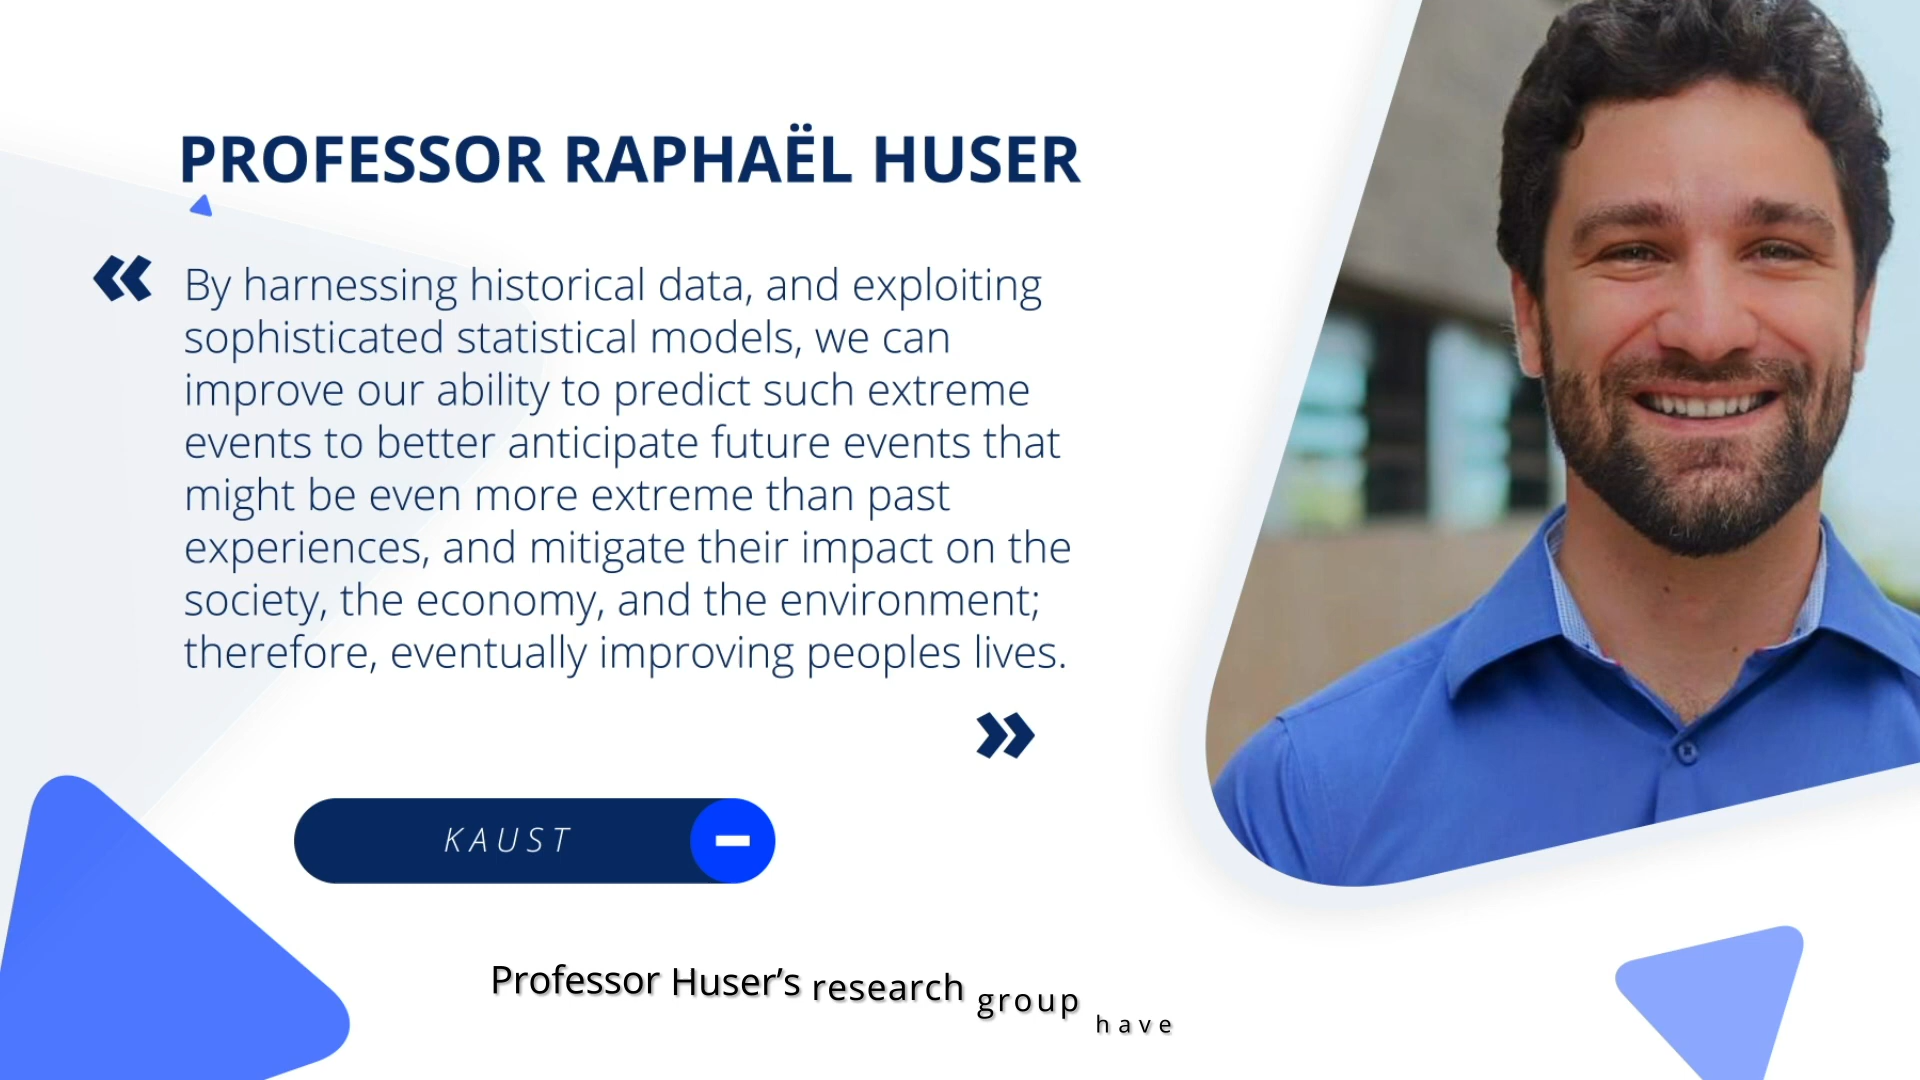 PROFESSOR RAPHAËL HUSER
« By harnessing historical data, and exploiting
sophisticated statistical models, we can
improve our ability to predict such extreme
events to better anticipate future events that
might be even more extreme than past
experiences, and mitigate their impact on the
society, the economy, and the environment;
therefore, eventually improving peoples lives.
»
KAUST
Professor Huser’s research group have